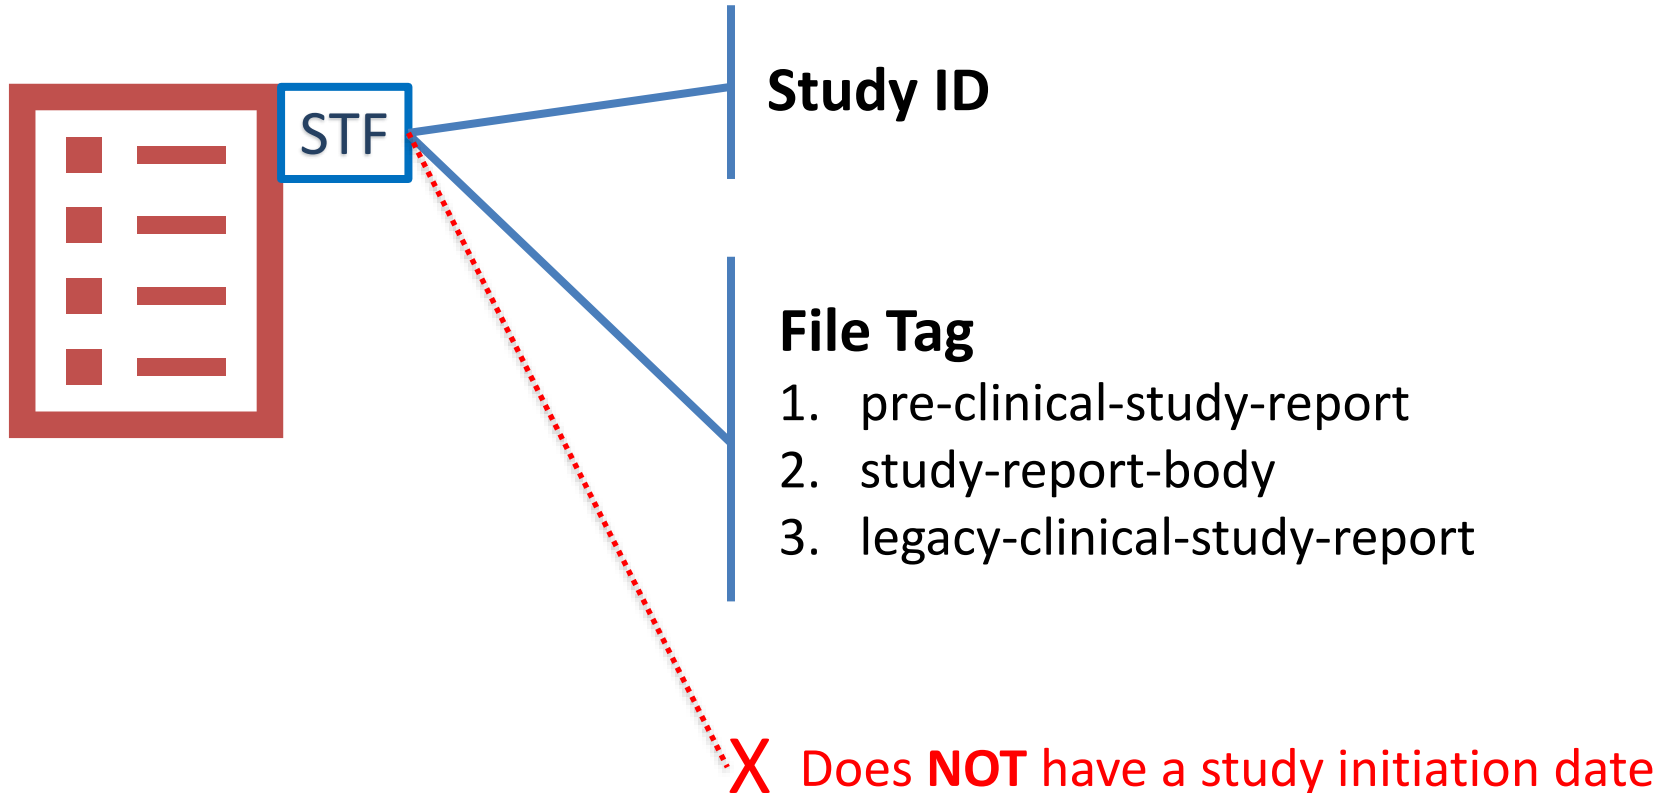 STF
Study ID
File Tag
1. pre-clinical-study-report
2. study-report-body
3. legacy-clinical-study-report
X Does NOT have a study initiation date